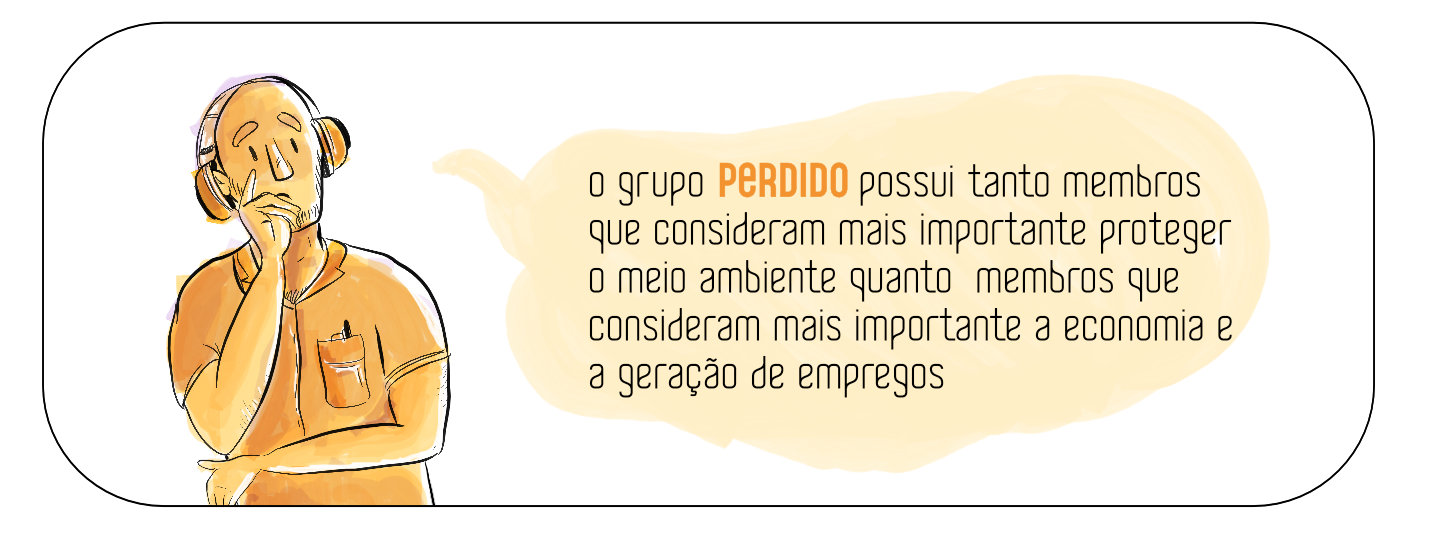 o grupo PERDIDO possui tanto membros
que consideram mais importante proteger
o meio ambiente quanto membros que
consideram mais importante a economia e
a geração de empregos